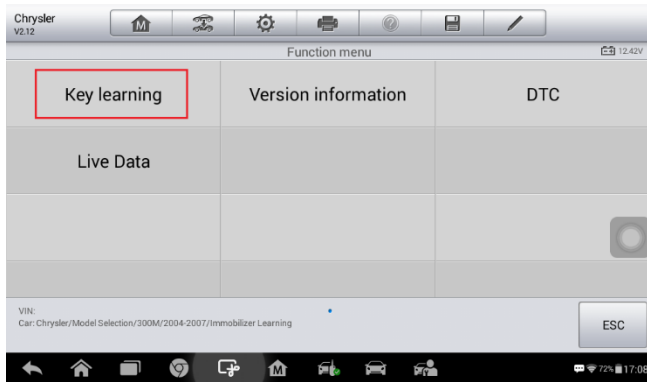 Chrysler
V2.12
Function menu
12.42V
Key learning
Version information
DTC
Live Data
VIN:
Car: Chrysler/Model Selection/300M/2004-2007/Immobilizer Learning
ESC
72% 17:08